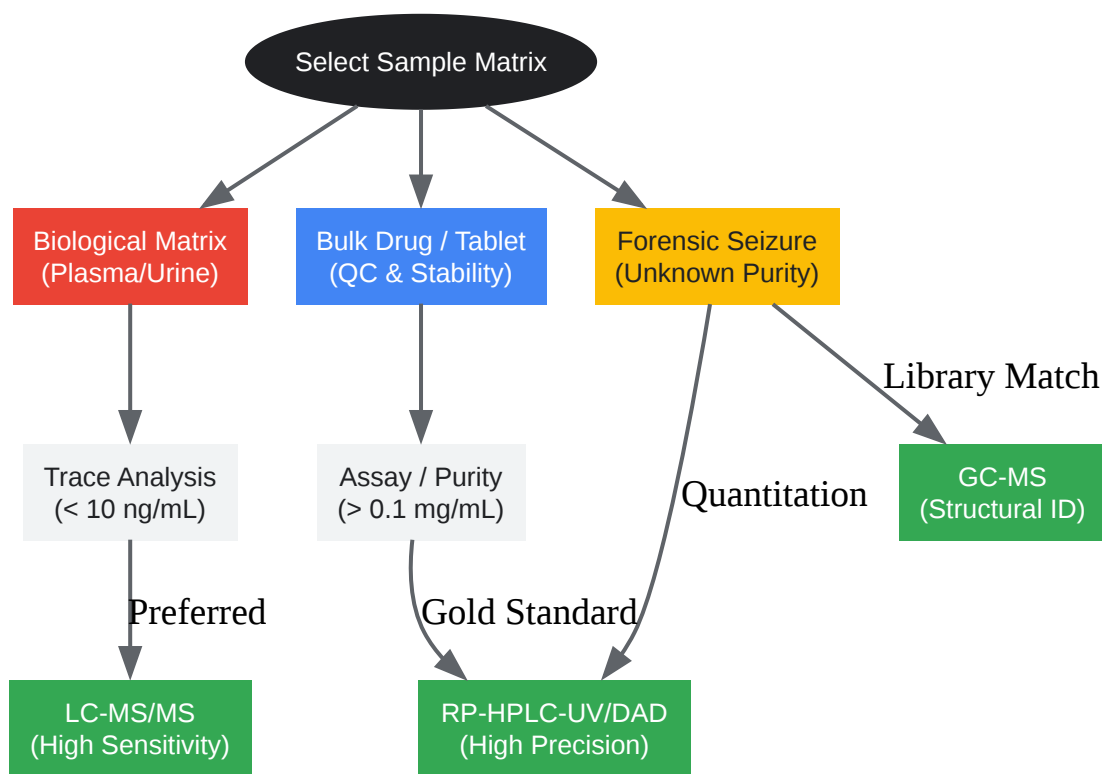 Select Sample Matrix
Biological Matrix
(Plasma/Urine)
Bulk Drug / Tablet
(QC & Stability)
Forensic Seizure
(Unknown Purity)
Library Match
Trace Analysis
(< 10 ng/mL)
Assay / Purity
(> 0.1 mg/mL)
Quantitation
GC-MS
(Structural ID)
Preferred
Gold Standard
LC-MS/MS
(High Sensitivity)
RP-HPLC-UV/DAD
(High Precision)